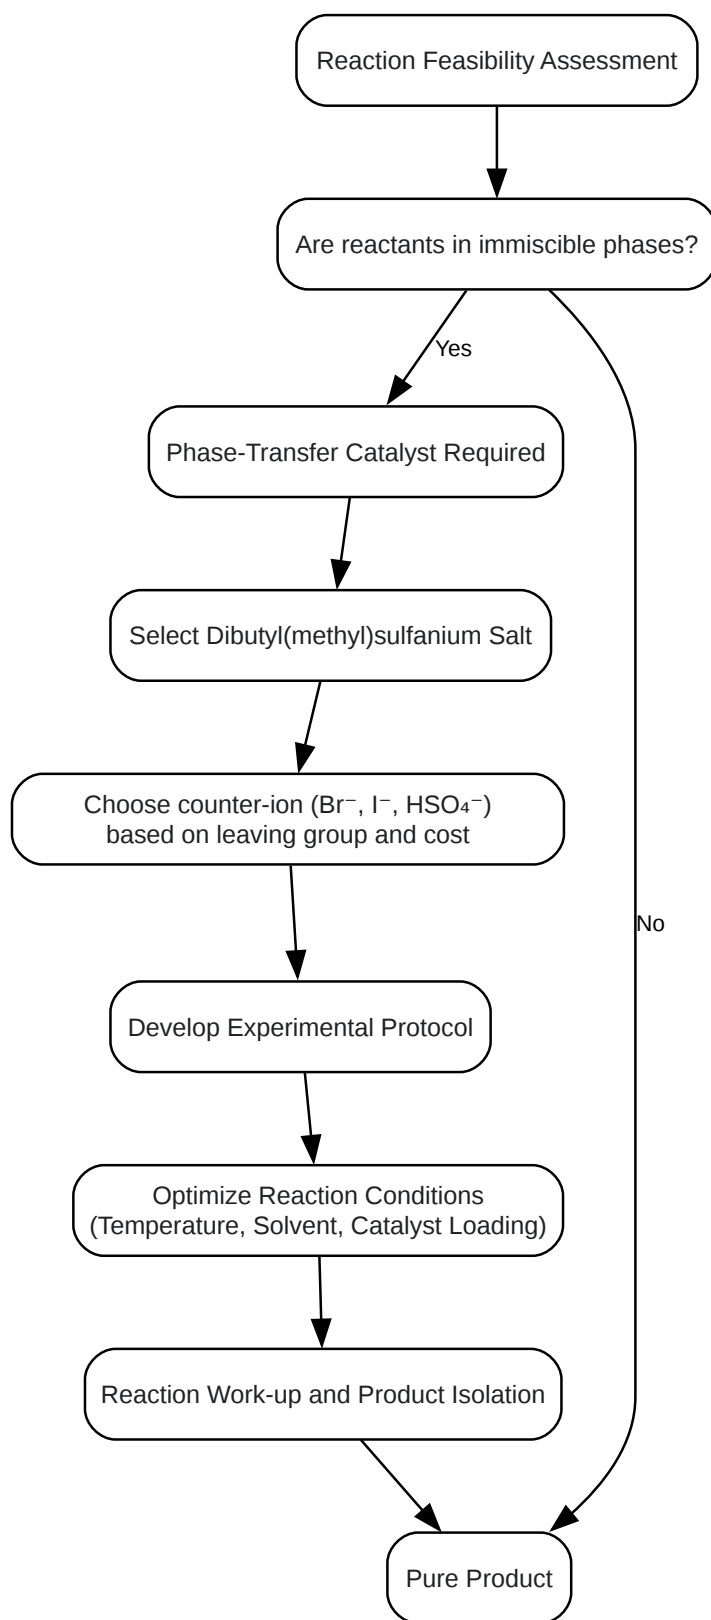 Reaction Feasibility Assessment
Are reactants in immiscible phases?
Yes
Phase-Transfer Catalyst Required
Select Dibutyl(methyl)sulfanium Salt
Choose counter-ion (Br⁻, I⁻, HSO₄⁻)
based on leaving group and cost
No
Develop Experimental Protocol
Optimize Reaction Conditions
(Temperature, Solvent, Catalyst Loading)
Reaction Work-up and Product Isolation
Pure Product